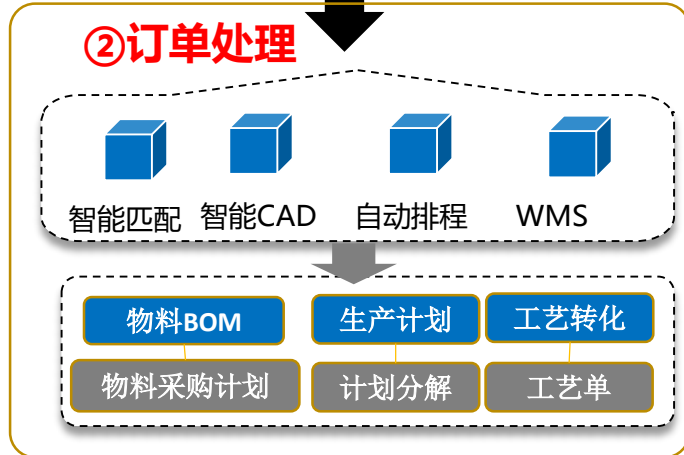 ②订单处理
智能匹配 智能CAD 自动排程 WMS
物料BOM 生产计划 工艺转化
物料采购计划 计划分解 工艺单